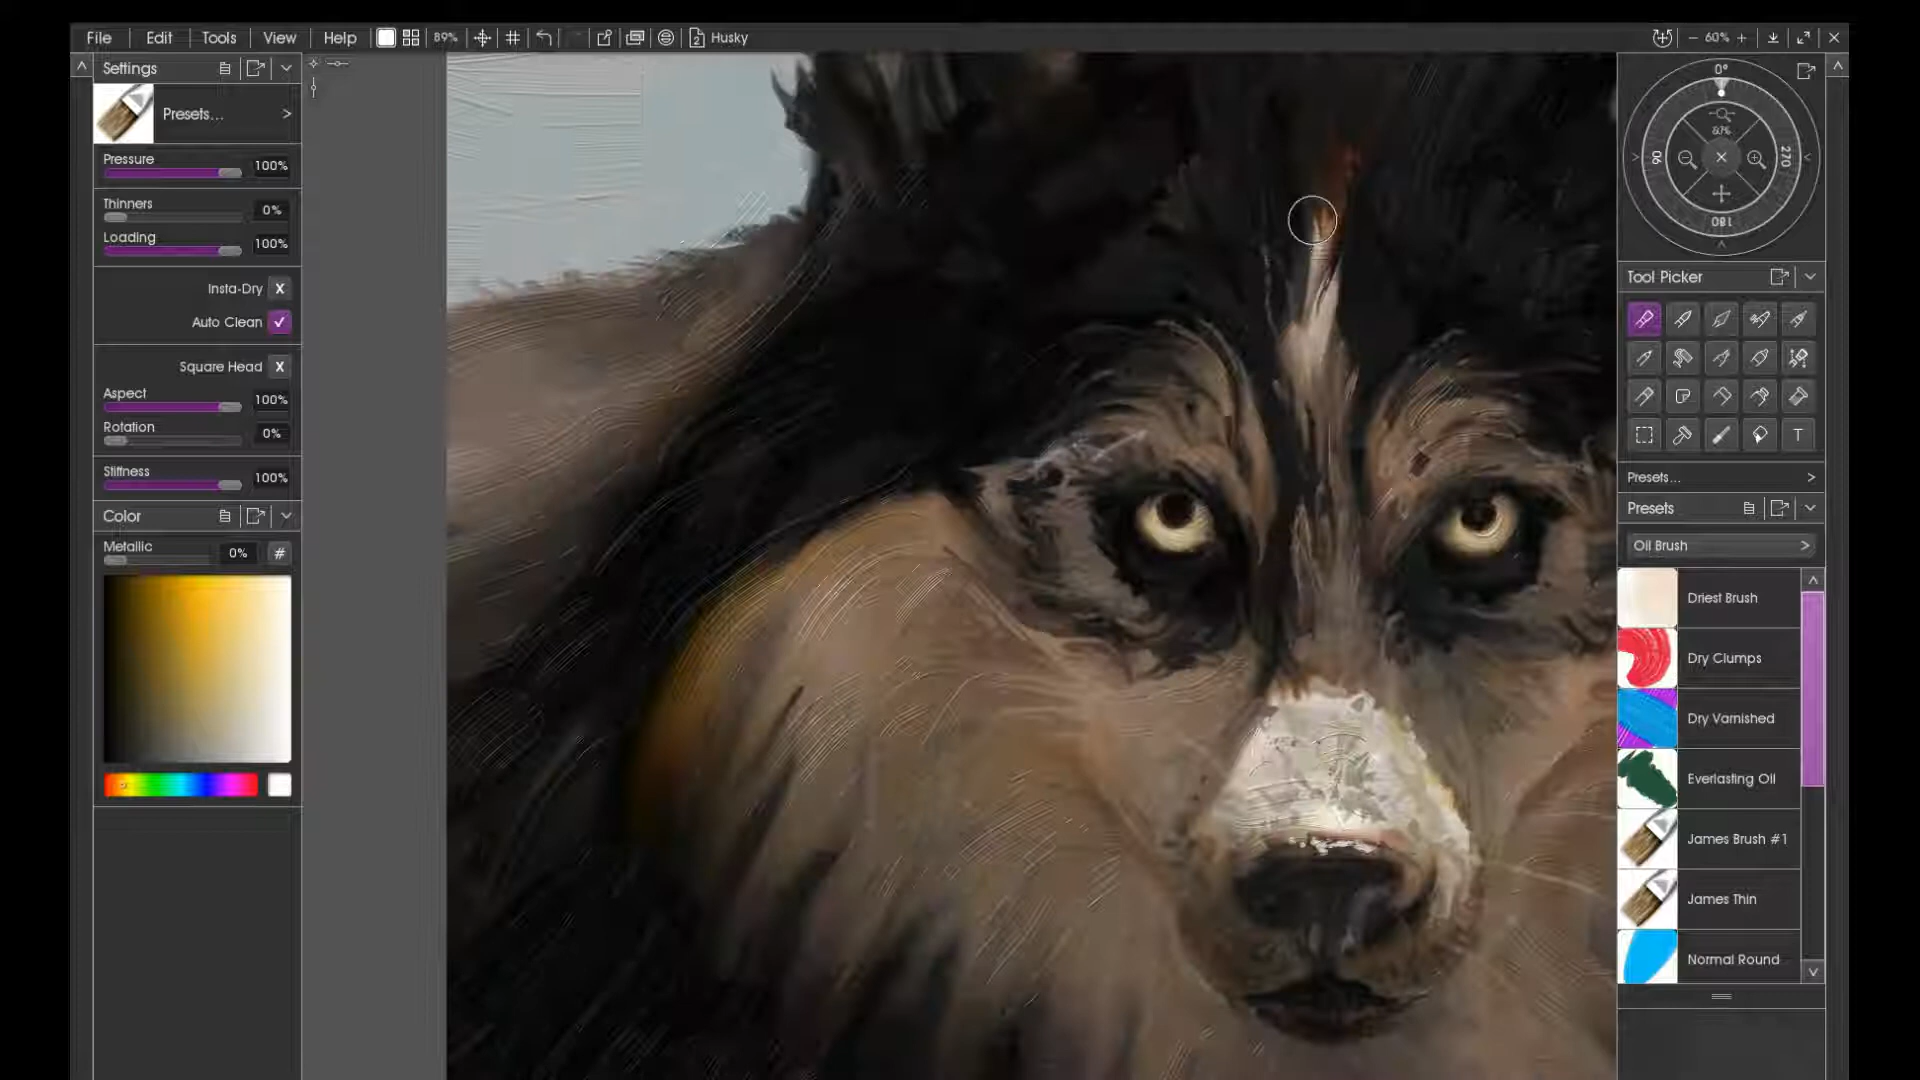 File Edit Tools View Help 89% Husky 60%
Settings
Presets...
Pressure 100%
Thinners 0%
Loading 100%
Insta-Dry X
Auto Clean
Square Head X
Aspect 100%
Rotation 0%
Stiffness 100%
Color
Metallic 0% #
0°
90
270
180
Tool Picker
T
Presets...
Presets
Oil Brush
Driest Brush
Dry Clumps
Dry Varnished
Everlasting Oil
James Brush #1
James Thin
Normal Round